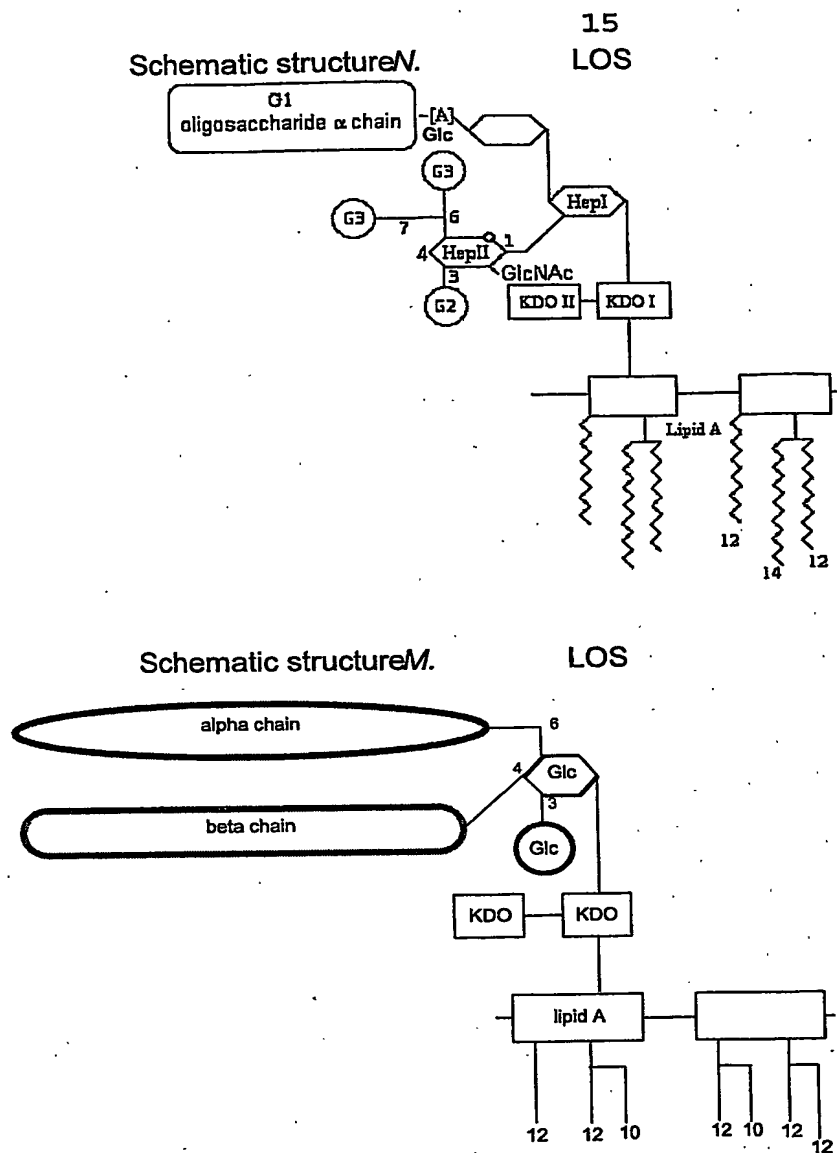 15
Schematic structureN.
LOS
G1
oligosaccharide α chain
-[A]
Glc
G3
G3
6
7
HepI
4
HepII
1
3
GlcNAc
G2
KDO II
KDO I
Lipid A
12
14
12
Schematic structureM.
LOS
alpha chain
6
4
Glc
3
beta chain
Glc
KDO
KDO
lipid A
12
12
10
12
10
12
12